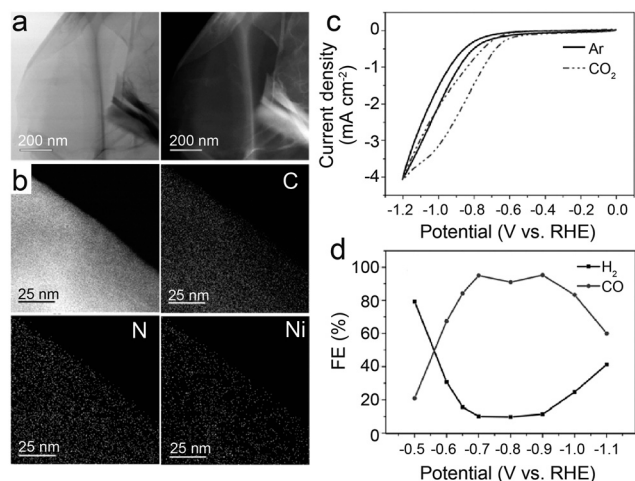 a
200 nm
200 nm
b
C
25 nm
25 nm
N
Ni
25 nm
25 nm
c
Current density
(mA cm-2)
0
-1
-2
-3
-4
Ar
CO2
-1.2 -1.0 -0.8 -0.6 -0.4 -0.2 0.0
Potential (V vs. RHE)
d
FE (%)
100
80
60
40
20
0
H2
CO
-0.5 -0.6 -0.7 -0.8 -0.9 -1.0 -1.1
Potential (V vs. RHE)